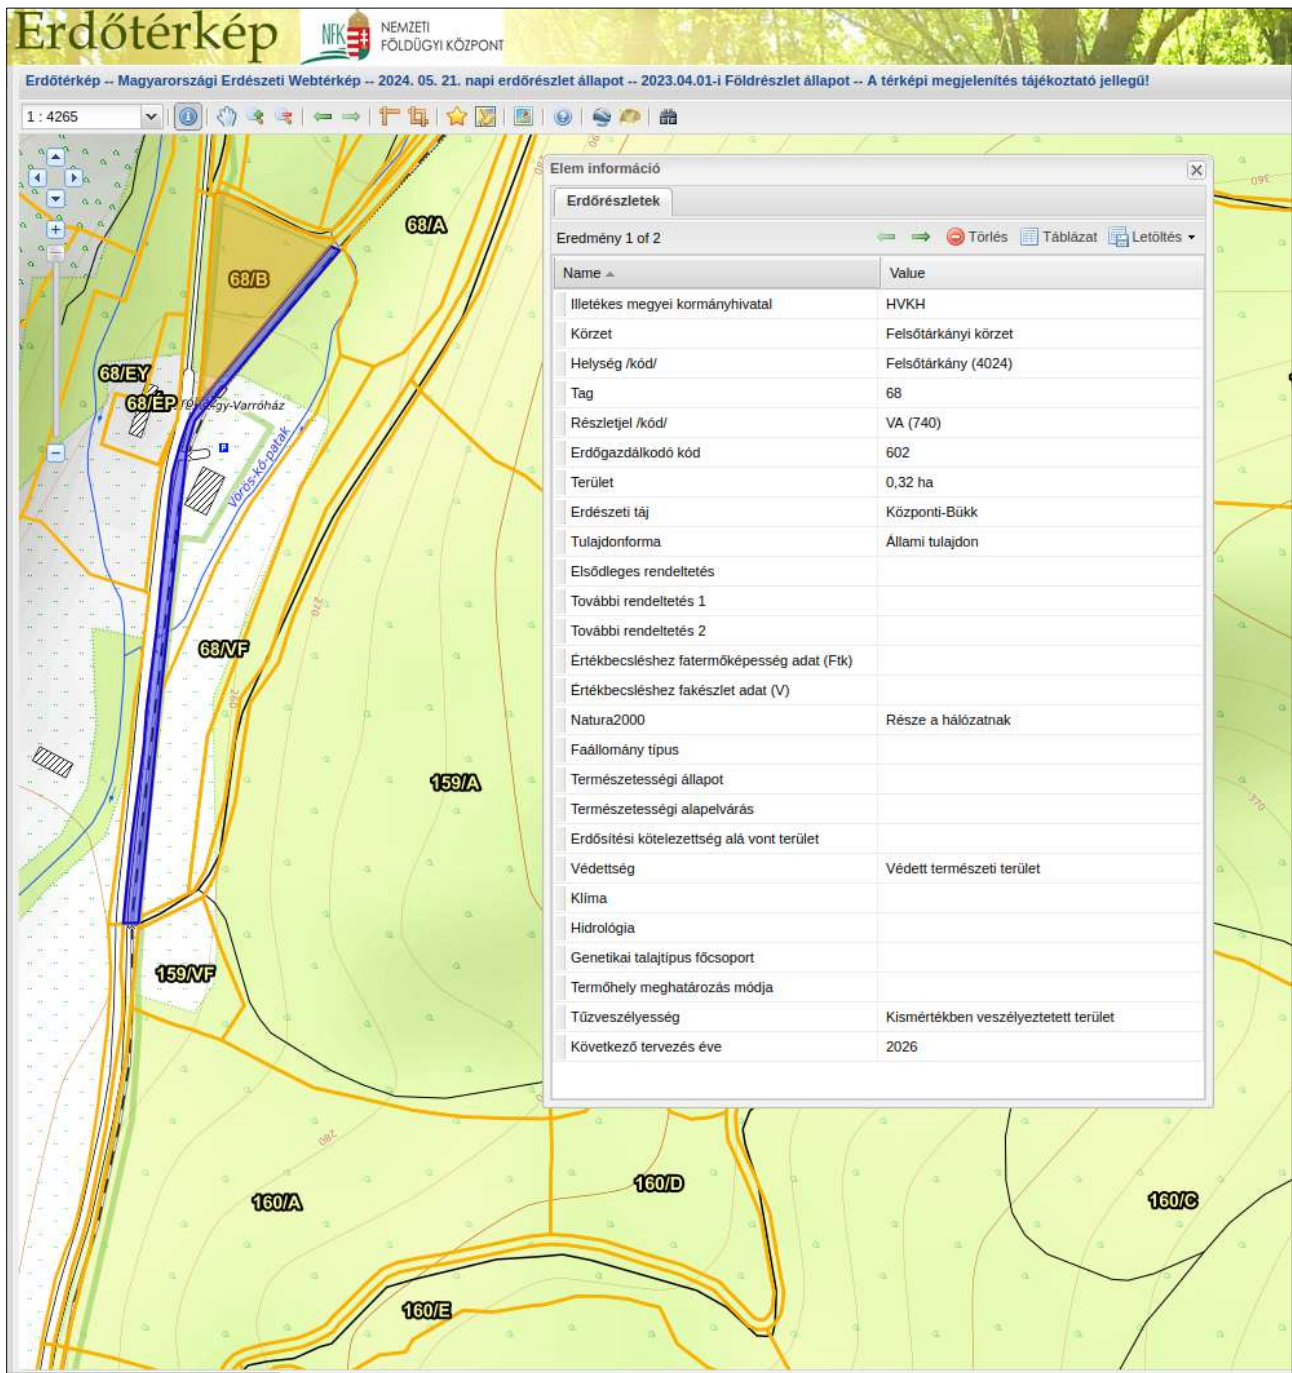 Erdőtérkép
NFK
NEMZETI
FÖLDÜGYI KÖZPONT
Erdőtérkép -- Magyarországi Erdészeti Webtérkép -- 2024. 05. 21. napi erdőrészlet állapot -- 2023.04.01-i Földrészlet állapot -- A térképi megjelenítés tájékoztató jellegű!
1 : 4265
Elem információ
Erdőrészletek
Eredmény 1 of 2
Törlés
Táblázat
Letöltés
Name
Value
Illetékes megyei kormányhivatal
HVKH
Körzet
Felsőtárkányi körzet
Helység /kód/
Felsőtárkány (4024)
Tag
68
Részletjel /kód/
VA (740)
Erdőgazdálkodó kód
602
Terület
0,32 ha
Erdészeti táj
Központi-Bükk
Tulajdonforma
Állami tulajdon
Elsődleges rendeltetés
További rendeltetés 1
További rendeltetés 2
Értékbecsléshez fatermőképesség adat (Ftk)
Értékbecsléshez fakészlet adat (V)
Natura2000
Része a hálózatnak
Faállomány típus
Természetességi állapot
Természetességi alapelvárás
Erdősítési kötelezettség alá vont terület
Védettség
Védett természeti terület
Klíma
Hidrológia
Genetikai talajtípus főcsoport
Termőhely meghatározás módja
Tűzveszélyesség
Kismértékben veszélyeztetett terület
Következő tervezés éve
2026
68/A
68/B
68/EY
68/ÉP
gy-Varróház
P
Vörös-kő-patak
270
68/VF
260
159/A
159/VF
280
160/A
160/D
160/C
160/E
360
370